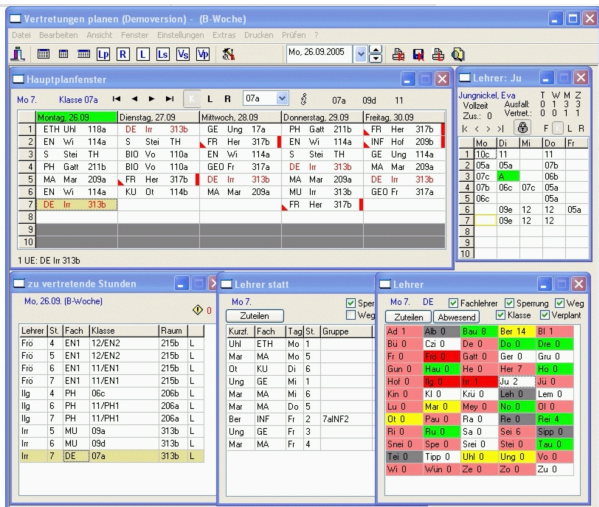 Vertretungen planen (Demoversion) - (B-Woche)
Datei Bearbeiten Ansicht Fenster Einstellungen Extras Drucken Prüfen ?
Lp R L Ls Vs Vp Mo, 26.09.2005
Hauptplanfenster
Mo 7. Klasse 07a K L R 07a 07a 09d 11
Montag, 26.09 Dienstag, 27.09 Mittwoch, 28.09 Donnerstag, 29.09 Freitag, 30.09
1 ETH Uhl 118a DE Irr 313b GE Ung 17a PH Gatt 211b FR Her 317b
2 EN Wi 114a S Stei TH FR Her 317b EN Wi 114a INF Hof 209b
3 S Stei TH BIO Vo 110a EN Wi 114a S Stei TH GE Ung 114a
4 PH Gatt 211b BIO Vo 110a GEO Fr 317a DE Irr 313b MA Mar 209a
5 MA Mar 209a FR Her 317b DE Irr 313b MA Mar 209a DE Irr 313b
6 EN Wi 114a KU Ot 114b MA Mar 209a MU Irr 313b GEO Fr 317a
7 DE Irr 313b FR Her 317b
8
9
10
1 UE: DE Irr 313b
Lehrer: Ju
Jungnickel, Eva T W M Z
Vollzeit Ausfall: 0 1 3 3
Zus.: 0 Vertret.: 0 0 1 1
K < > F L R
Mo Di Mi Do Fr
1 10c 11 11
2 05a 05a 07b
3 07c A 06b
4 07b 06c 07c 05a
5 06c 05a
6 09e 12 12 05a
7 09e 12 12
8
9
10
zu vertretende Stunden
Mo, 26.09. (B-Woche)
0
Lehrer St. Fach Klasse Raum
Frö 4 EN1 12/EN2 215b L
Frö 5 EN1 12/EN2 215b L
Frö 6 EN1 11/EN1 215b L
Frö 7 EN1 11/EN1 215b L
Ilg 4 PH 06c 206b L
Ilg 6 PH 11/PH1 206a L
Ilg 7 PH 11/PH1 206a L
Irr 5 MU 09a 313b L
Irr 6 MU 09d 313b L
Irr 7 DE 07a 313b L
Lehrer statt
Mo 7.
Zuteilen
Kurzf. Fach Tag St. Gruppe
Uhl ETH Mo 1
Mar MA Mo 5
Ot KU Di 6
Ung GE Mi 1
Mar MA Mi 6
Mar MA Do 5
Ber INF Fr 2 7aINF2
Ung GE Fr 3
Mar MA Fr 4
Lehrer
Mo 7. DE Fachlehrer Sperrung Weg
Zuteilen Abwesend Klasse Verplant
Ad 1 Alb 0 Bau 8 Ber 14 Bl 1
Bü 0 Czi 0 De 0 Do 0 Dre 0
Fr 0 Frö 0 Gatt 0 Ger 0 Gru 0
Gun 0 Hau 0 He 0 Her 7 Ho 0
Hof 0 Ilg 0 Irr 1 Ju 2 Jü 0
Kin 0 Kl 0 Krü 0 Leh 0 Lem 0
Lu 0 Mar 0 Mey 0 No 0 Ol 0
Ot 0 Pau 0 Ra 0 Re 0 Rei 4
Ri 0 Ru 0 Sa 0 Sei 6 Sipp 0
Snei 0 Spe 0 Srei 0 Stei 0 Tau 0
Tei 0 Tipp 0 Uhl 0 Ung 0 Vo 0
Wi 0 Wün 0 Ze 0 Zo 0 Zu 0